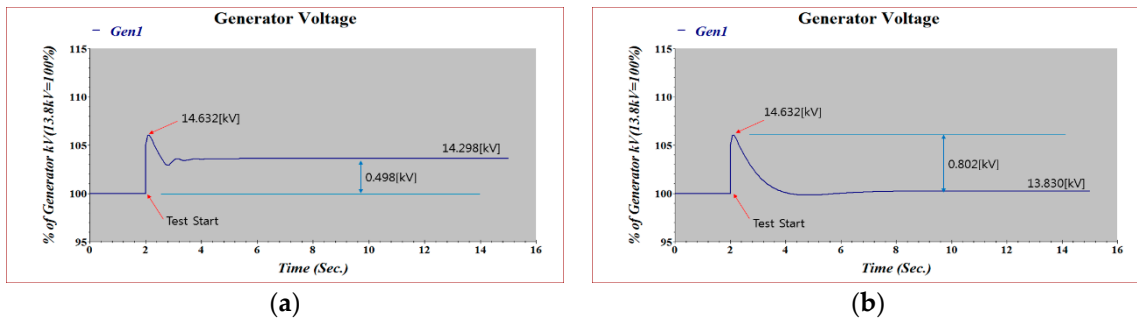 Generator Voltage
Gen1
% of Generator kV(13.8kV=100%)
115
110
105
100
95
14.632[kV]
14.298[kV]
0.498[kV]
Test Start
0 2 4 6 8 10 12 14 16
Time (Sec.)
(a)
Generator Voltage
Gen1
% of Generator kV(13.8kV=100%)
115
110
105
100
95
14.632[kV]
0.802[kV]
13.830[kV]
Test Start
0 2 4 6 8 10 12 14 16
Time (Sec.)
(b)